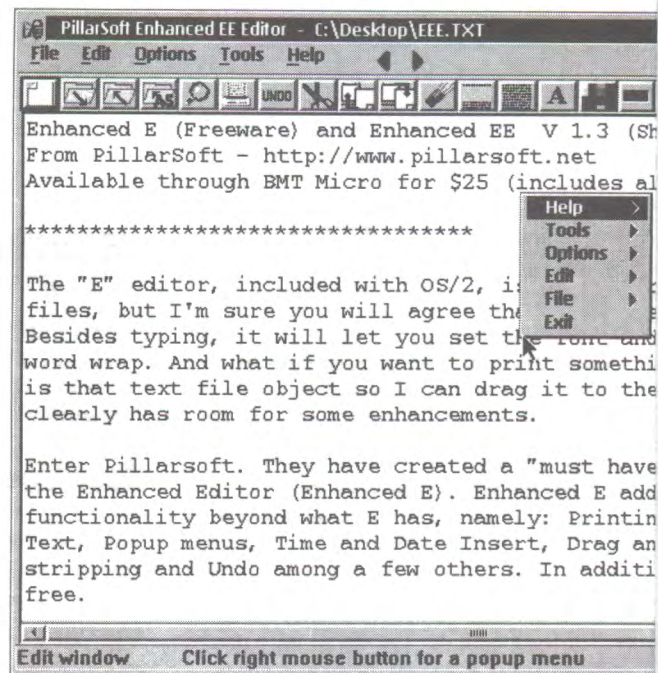 PillarSoft Enhanced EE Editor - C:\Desktop\EEE.TXT
File Edit Options Tools Help
AS UNDO A
Enhanced E (Freeware) and Enhanced EE V 1.3 (Sh
From PillarSoft - http://www.pillarsoft.net
Available through BMT Micro for $25 (includes al
***********************************
Help
Tools
Options
Edit
File
Exit
The "E" editor, included with OS/2, is
files, but I'm sure you will agree tha
Besides typing, it will let you set the font and
word wrap. And what if you want to print somethi
is that text file object so I can drag it to the
clearly has room for some enhancements.
Enter Pillarsoft. They have created a "must have
the Enhanced Editor (Enhanced E). Enhanced E add
functionality beyond what E has, namely: Printin
Text, Popup menus, Time and Date Insert, Drag an
stripping and Undo among a few others. In additi
free.
Edit window Click right mouse button for a popup menu